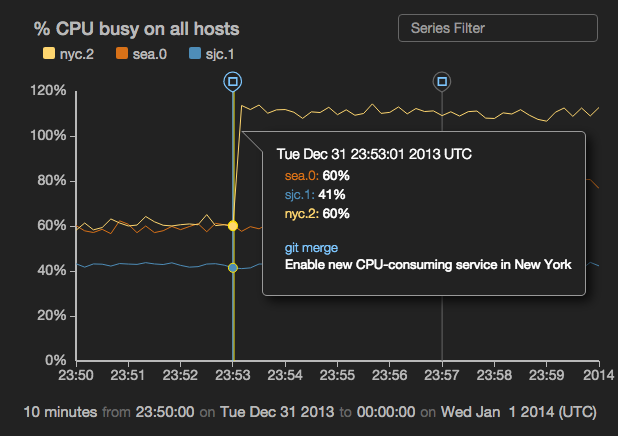 % CPU busy on all hosts
Series Filter
nyc.2 sea.0 sjc.1
120%
100%
80%
60%
40%
20%
0%
Tue Dec 31 23:53:01 2013 UTC
sea.0: 60%
sjc.1: 41%
nyc.2: 60%
git merge
Enable new CPU-consuming service in New York
23:50 23:51 23:52 23:53 23:54 23:55 23:56 23:57 23:58 23:59 2014
10 minutes from 23:50:00 on Tue Dec 31 2013 to 00:00:00 on Wed Jan 1 2014 (UTC)